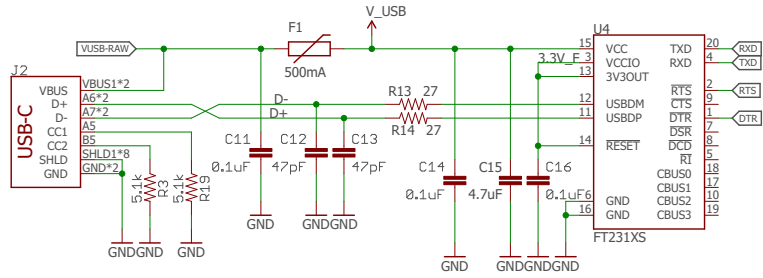 V_USB
F1
500mA
VUSB-RAW
J2
USB-C
VBUS
D+
D-
CC1
CC2
SHLD
GND
VBUS1*2
A6*2
A7*2
A5
B5
SHLD1*8
GND*2
D-
D+
R13 27
R14 27
5.1k
R3
5.1k
R19
C11
0.1uF
C12
47pF
C13
47pF
C14
0.1uF
C15
4.7uF
C16
0.1uF
GND
GND
GND
GND
GND
GND
GND
GND
GND
GND
U4
3.3V_F
15 VCC TXD 20 RXD
3 VCCIO RXD 4 TXD
13 3V3OUT
RTS 2 RTS
12 USBDM CTS 9
11 USBDP DTR 1 DTR
DSR 7
14 RESET DCD 8
RI 5
CBUS0 18
CBUS1 17
6 GND CBUS2 10
16 GND CBUS3 19
FT231XS